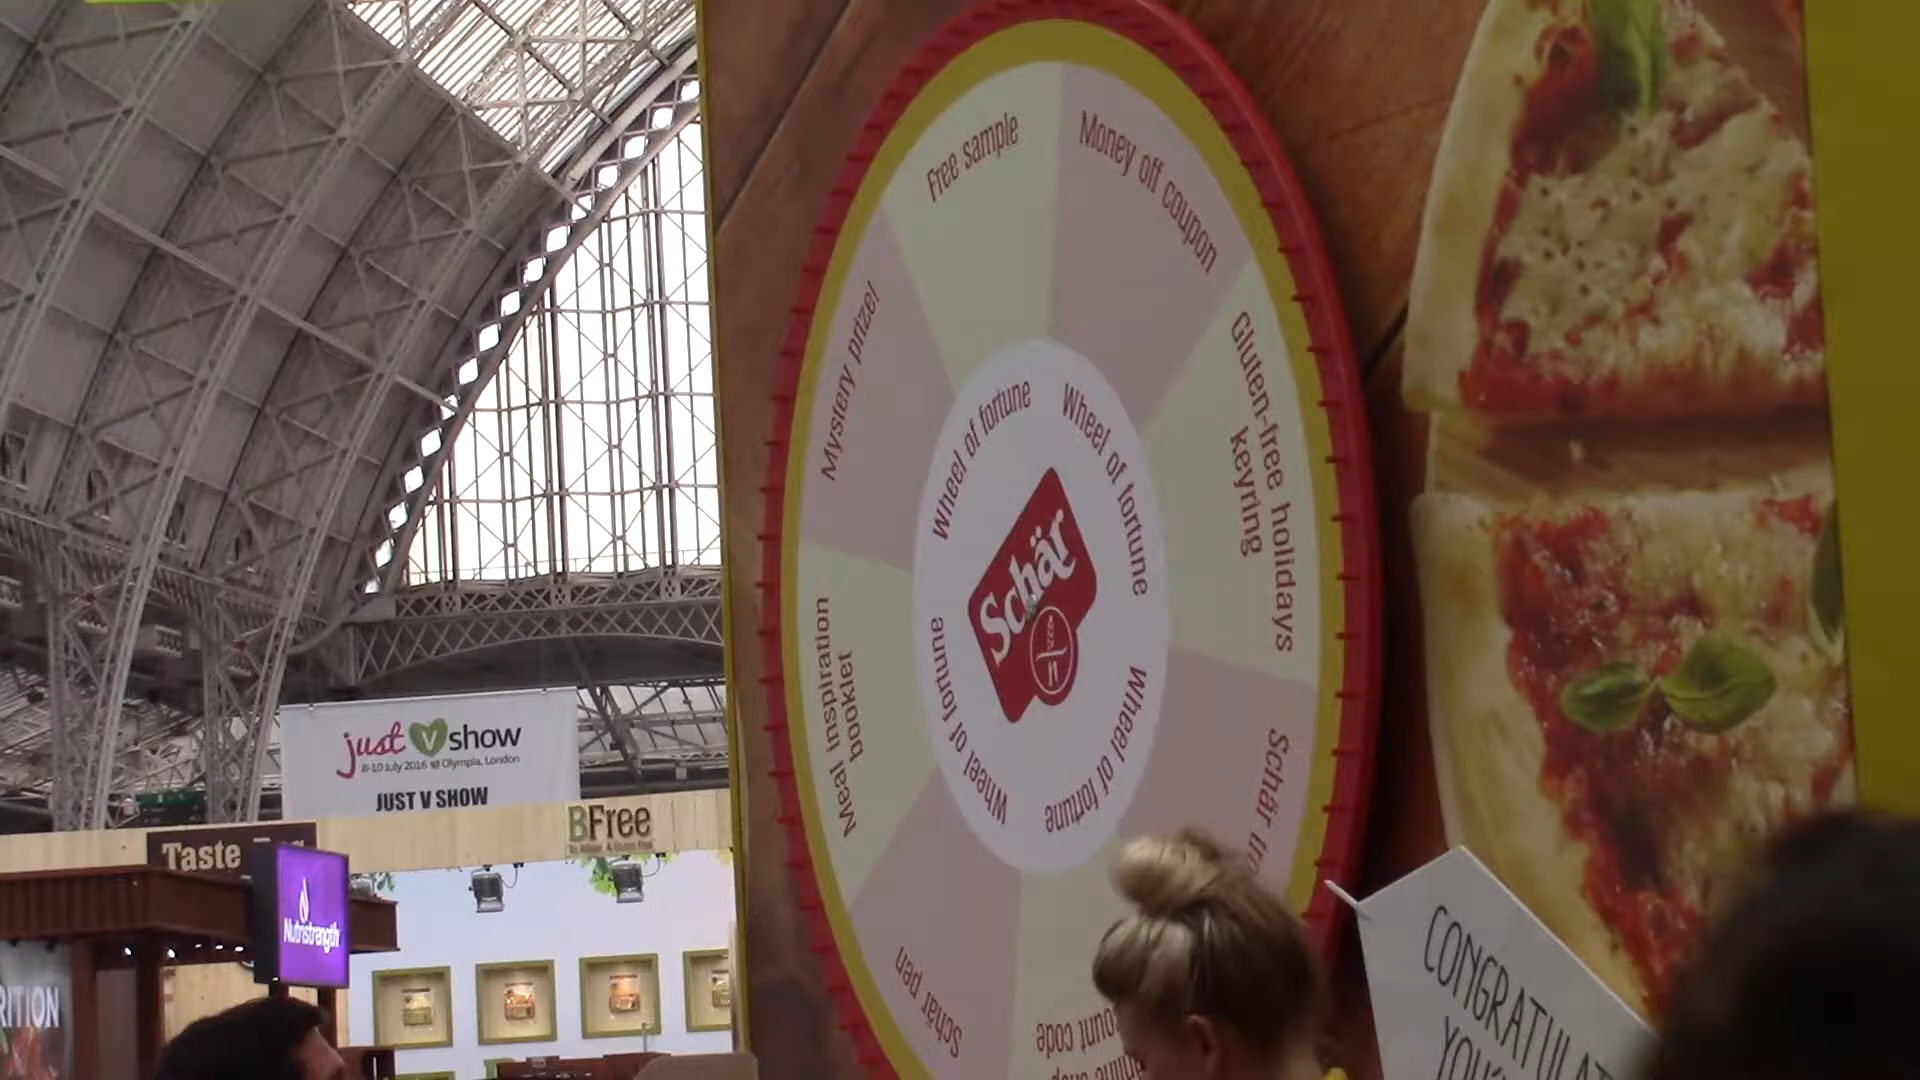 Free sample
Money off coupon
Gluten-free holidays
keyring
Schär
Schär pen
Meal inspiration
booklet
Mystery prize!
Wheel of fortune
Wheel of fortune
Wheel of fortune
Wheel of fortune
Schär
count code
just V show
8-10 July 2016 @ Olympia, London
JUST V SHOW
BFree
Taste
Nutristrength
CONGRATULAT